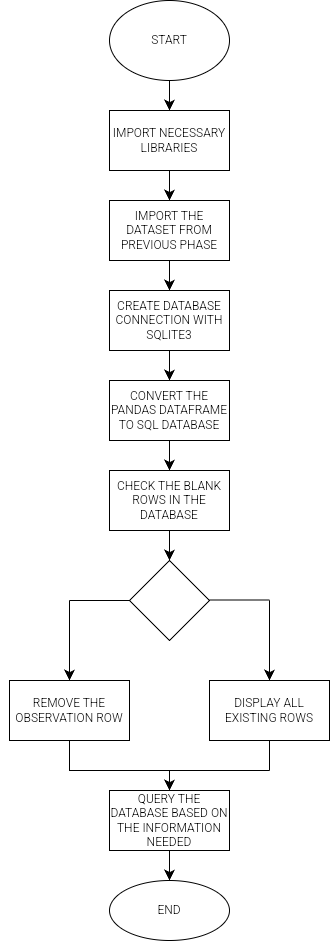 START
IMPORT NECESSARY
LIBRARIES
IMPORT THE
DATASET FROM
PREVIOUS PHASE
CREATE DATABASE
CONNECTION WITH
SQLITE3
CONVERT THE
PANDAS DATAFRAME
TO SQL DATABASE
CHECK THE BLANK
ROWS IN THE
DATABASE
REMOVE THE
OBSERVATION ROW
DISPLAY ALL
EXISTING ROWS
QUERY THE
DATABASE BASED ON
THE INFORMATION
NEEDED
END